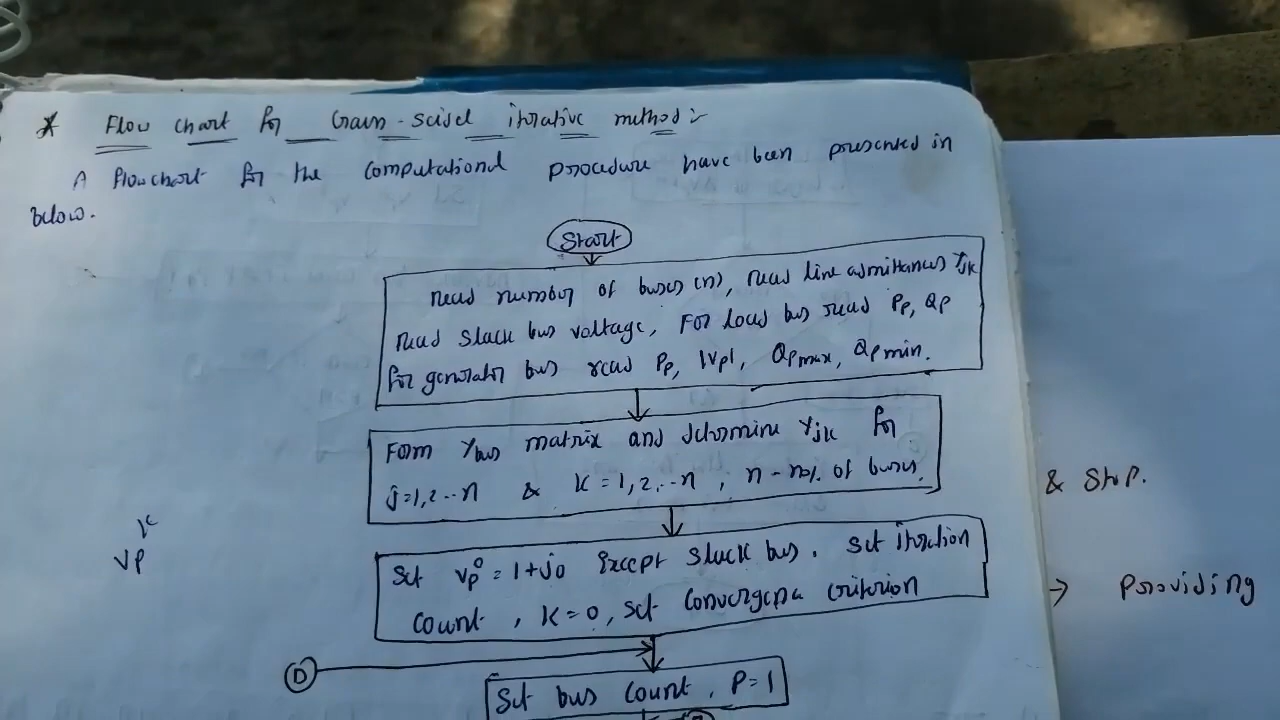 * Flow chart for Gauss-seidel iterative method :-
A flowchart for the computational procedure have been presented in
below.
Start
read number of buses (n), read line admittances Yjk
read slack bus voltage, For load bus read Pp, Qp
for generator bus read Pp, |Vp|, Qpmax, Qpmin.
Form Ybus matrix and determine Yjk for
j=1,2...n & K=1,2,..n, n - no/. of buses.
Set Vp⁰ = 1+j0 Except slack bus. Set iteration
count, K=0, set Convergence criterion
D
Set bus count, P=1
Vp^K
& Stop.
→ Providing